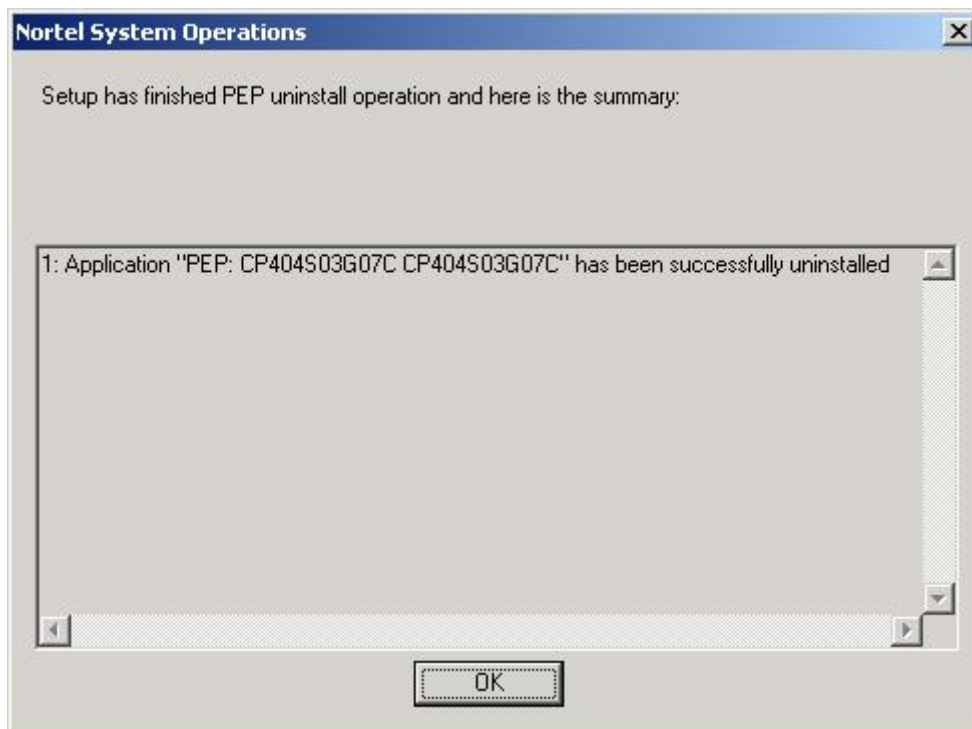 Nortel System Operations
Setup has finished PEP uninstall operation and here is the summary:
1: Application "PEP: CP404S03G07C CP404S03G07C" has been successfully uninstalled
OK